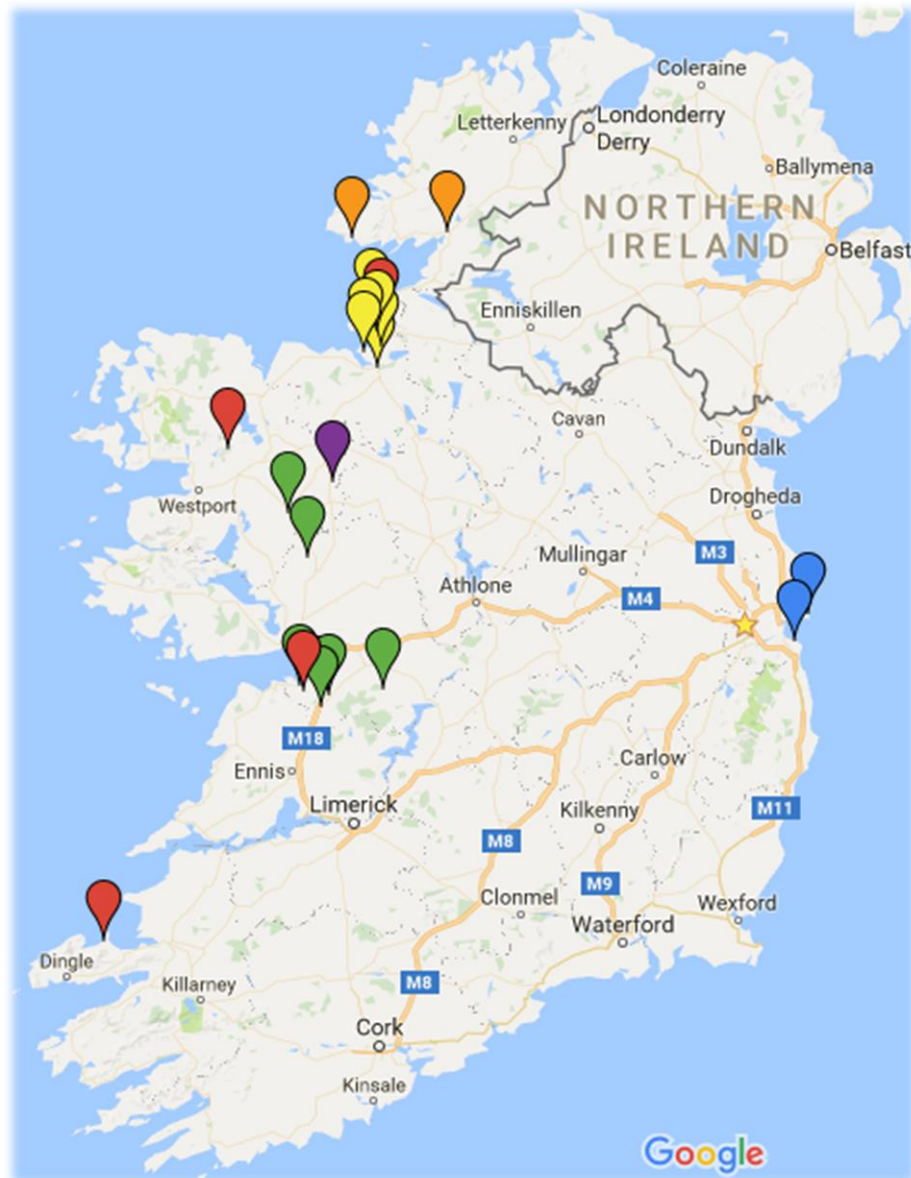 Coleraine
Letterkenny
Londonderry
Derry
Ballymena
NORTHERN
IRELAND
Belfast
Enniskillen
Cavan
Dundalk
Westport
Drogheda
M3
Mullingar
Athlone
M4
M18
Ennis
Carlow
Limerick
M11
Kilkenny
M8
M9
Clonmel
Wexford
Waterford
Dingle
Killarney
M8
Cork
Kinsale
Google